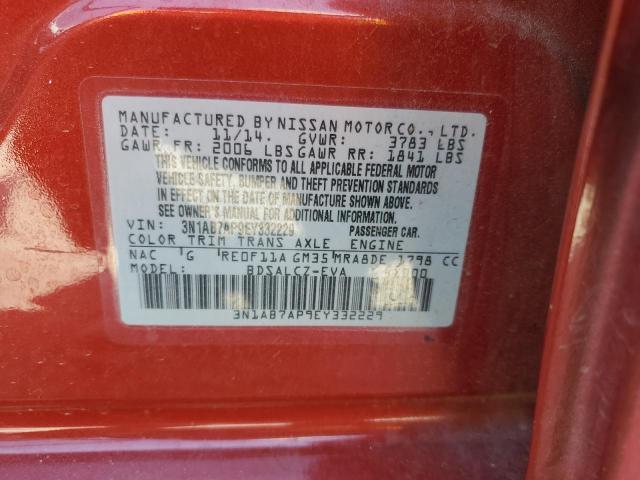 MANUFACTURED BY NISSAN MOTOR CO., LTD.
DATE: 11/14. GVWR: 3783 LBS
GAWR FR: 2006 LBS GAWR RR: 1841 LBS
THIS VEHICLE CONFORMS TO ALL APPLICABLE FEDERAL MOTOR
VEHICLE SAFETY, BUMPER AND THEFT PREVENTION STANDARDS
IN EFFECT ON THE DATE OF MANUFACTURE SHOWN ABOVE.
SEE OWNER'S MANUAL FOR ADDITIONAL INFORMATION.
VIN: 3N1AB7AP9EY332229 PASSENGER CAR.
COLOR TRIM TRANS AXLE ENGINE
NAC G RE0F11A GM35 MRA8DE 1798 CC
MODEL: BDSALCZ-EVA
3N1AB7AP9EY332229